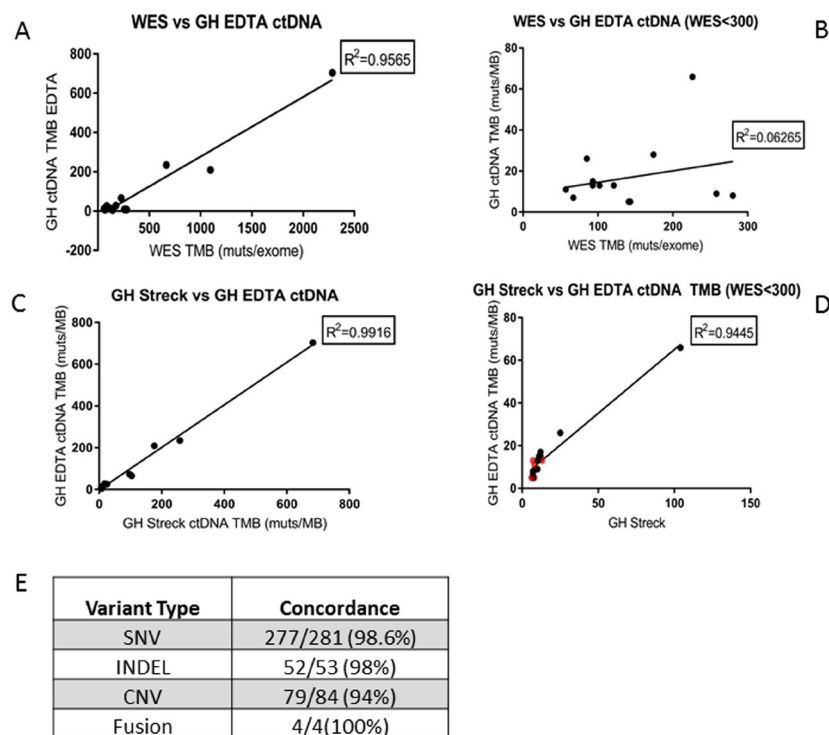 A
WES vs GH EDTA ctDNA
R²=0.9565
GH ctDNA TMB EDTA
800
600
400
200
0
-200
500
1000
1500
2000
2500
WES TMB (muts/exome)
B
WES vs GH EDTA ctDNA (WES<300)
R²=0.06265
GH ctDNA TMB (muts/MB)
80
60
40
20
0
0
100
200
300
WES TMB (muts/exome)
C
GH Streck vs GH EDTA ctDNA
R²=0.9916
GH EDTA ctDNA TMB (muts/MB)
800
600
400
200
0
0
200
400
600
800
GH Streck ctDNA TMB (muts/MB)
D
GH Streck vs GH EDTA ctDNA TMB (WES<300)
R²=0.9445
GH EDTA ctDNA TMB (muts/MB)
80
60
40
20
0
0
50
100
150
GH Streck
E
Variant Type Concordance
SNV 277/281 (98.6%)
INDEL 52/53 (98%)
CNV 79/84 (94%)
Fusion 4/4(100%)